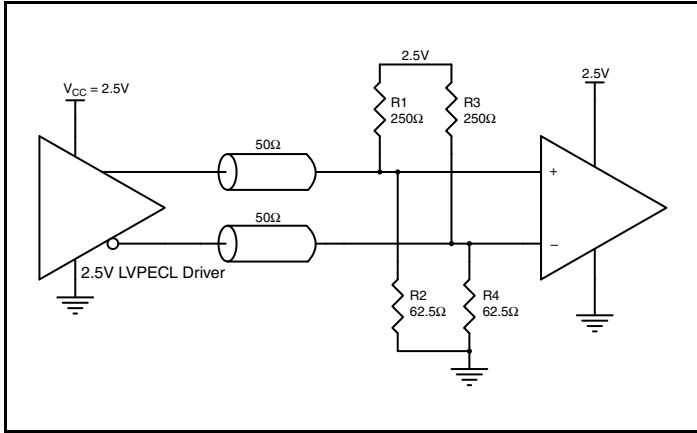 2.5V
V_CC = 2.5V
2.5V
R1
250Ω
R3
250Ω
50Ω
+
50Ω
−
2.5V LVPECL Driver
R2
62.5Ω
R4
62.5Ω